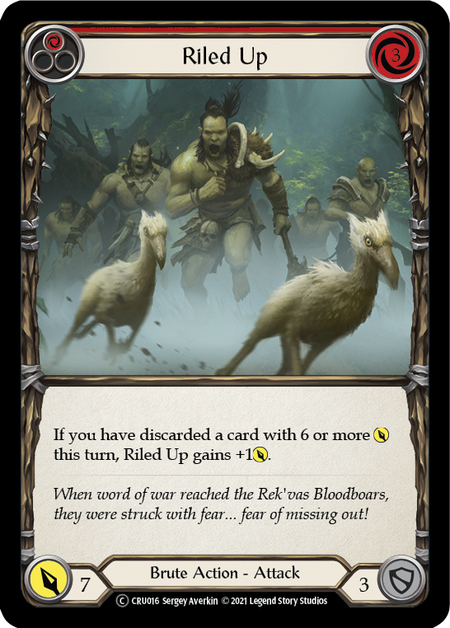 Riled Up
3
If you have discarded a card with 6 or more
this turn, Riled Up gains +1.
When word of war reached the Rek'vas Bloodboars,
they were struck with fear... fear of missing out!
7
Brute Action - Attack
3
C CRU016 Sergey Averkin © 2021 Legend Story Studios